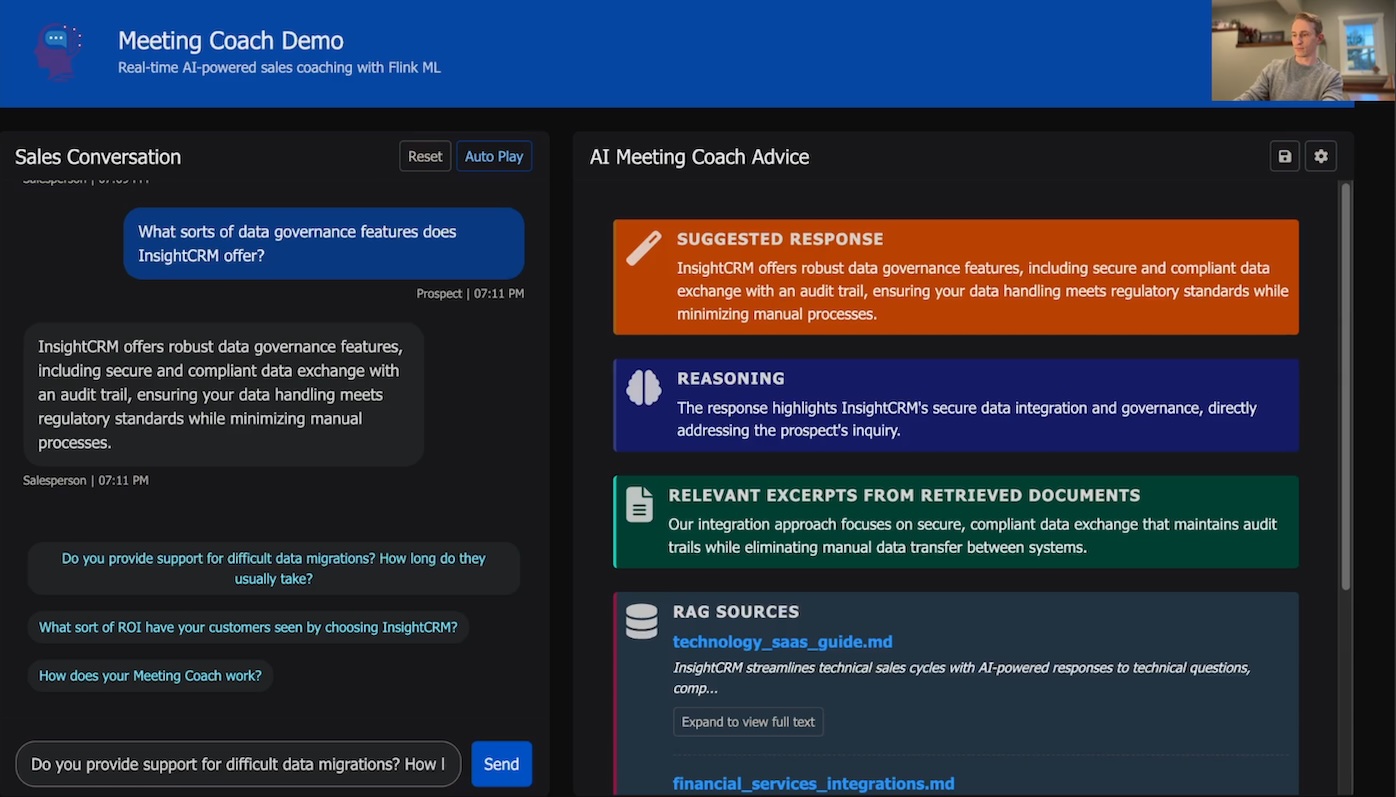 Meeting Coach Demo
Real-time AI-powered sales coaching with Flink ML
Sales Conversation
Reset
Auto Play
Salesperson | 07:09 PM
What sorts of data governance features does
InsightCRM offer?
Prospect | 07:11 PM
InsightCRM offers robust data governance features,
including secure and compliant data exchange with
an audit trail, ensuring your data handling meets
regulatory standards while minimizing manual
processes.
Salesperson | 07:11 PM
Do you provide support for difficult data migrations? How long do they
usually take?
What sort of ROI have your customers seen by choosing InsightCRM?
How does your Meeting Coach work?
Do you provide support for difficult data migrations? How l
Send
AI Meeting Coach Advice
SUGGESTED RESPONSE
InsightCRM offers robust data governance features, including secure and compliant data
exchange with an audit trail, ensuring your data handling meets regulatory standards while
minimizing manual processes.
REASONING
The response highlights InsightCRM's secure data integration and governance, directly
addressing the prospect's inquiry.
RELEVANT EXCERPTS FROM RETRIEVED DOCUMENTS
Our integration approach focuses on secure, compliant data exchange that maintains audit
trails while eliminating manual data transfer between systems.
RAG SOURCES
technology_saas_guide.md
InsightCRM streamlines technical sales cycles with AI-powered responses to technical questions,
comp...
Expand to view full text
financial_services_integrations.md